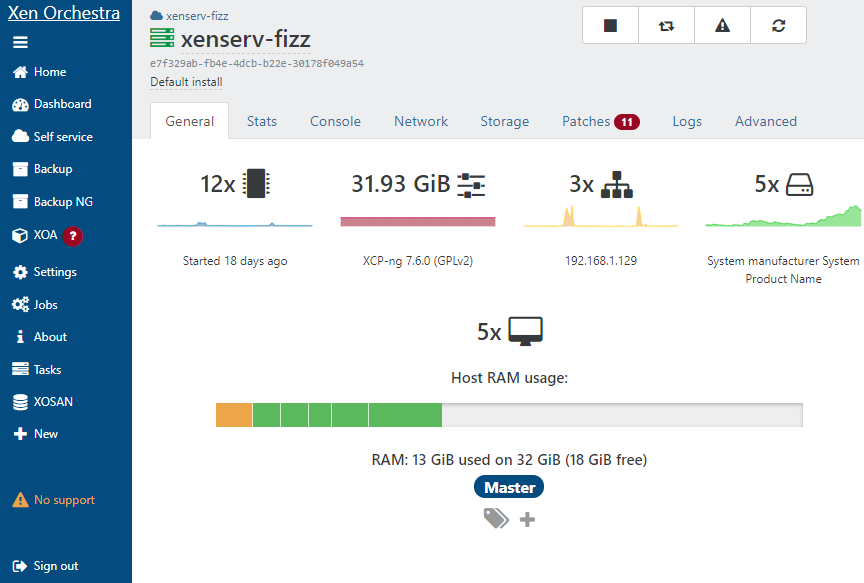 Xen Orchestra
Home
Dashboard
Self service
Backup
Backup NG
XOA ?
Settings
Jobs
About
Tasks
XOSAN
New
No support
Sign out
xenserv-fizz
xenserv-fizz
e7f329ab-fb4e-4dcb-b22e-30178f049a54
Default install
General Stats Console Network Storage Patches 11 Logs Advanced
12x 31.93 GiB 3x 5x
Started 18 days ago
XCP-ng 7.6.0 (GPLv2)
192.168.1.129
System manufacturer System
Product Name
5x
Host RAM usage:
RAM: 13 GiB used on 32 GiB (18 GiB free)
Master